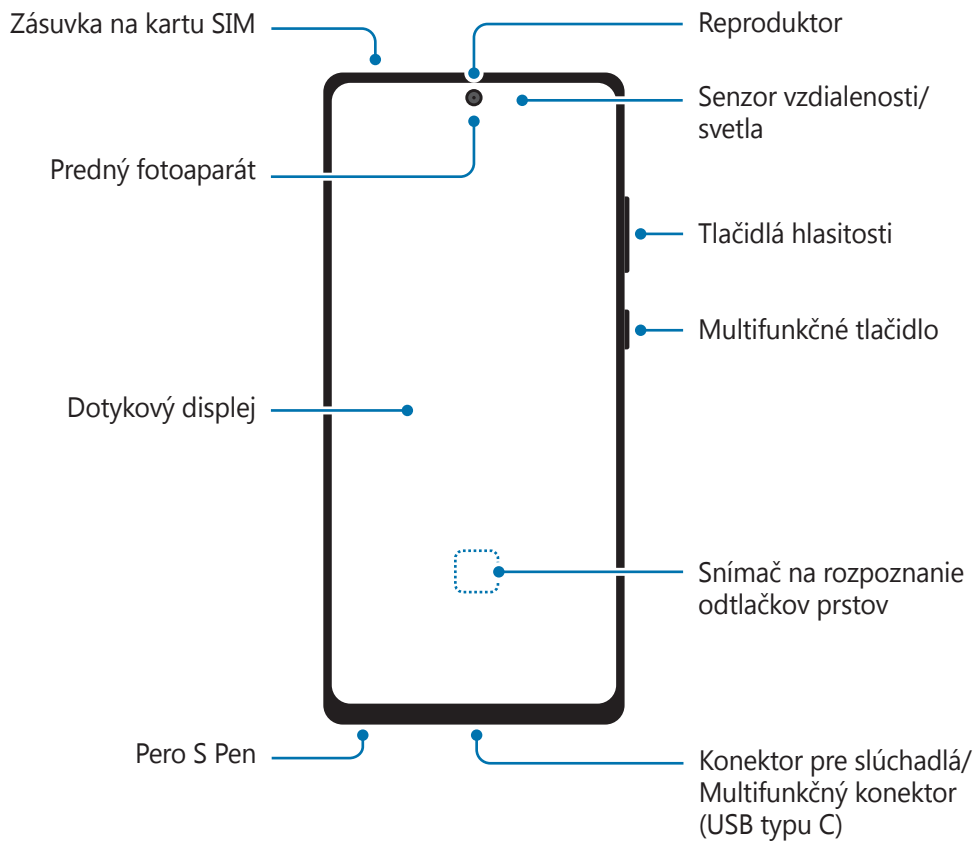 Zásuvka na kartu SIM
Reproduktor
Senzor vzdialenosti/
svetla
Predný fotoaparát
Tlačidlá hlasitosti
Multifunkčné tlačidlo
Dotykový displej
Snímač na rozpoznanie
odtlačkov prstov
Pero S Pen
Konektor pre slúchadlá/
Multifunkčný konektor
(USB typu C)